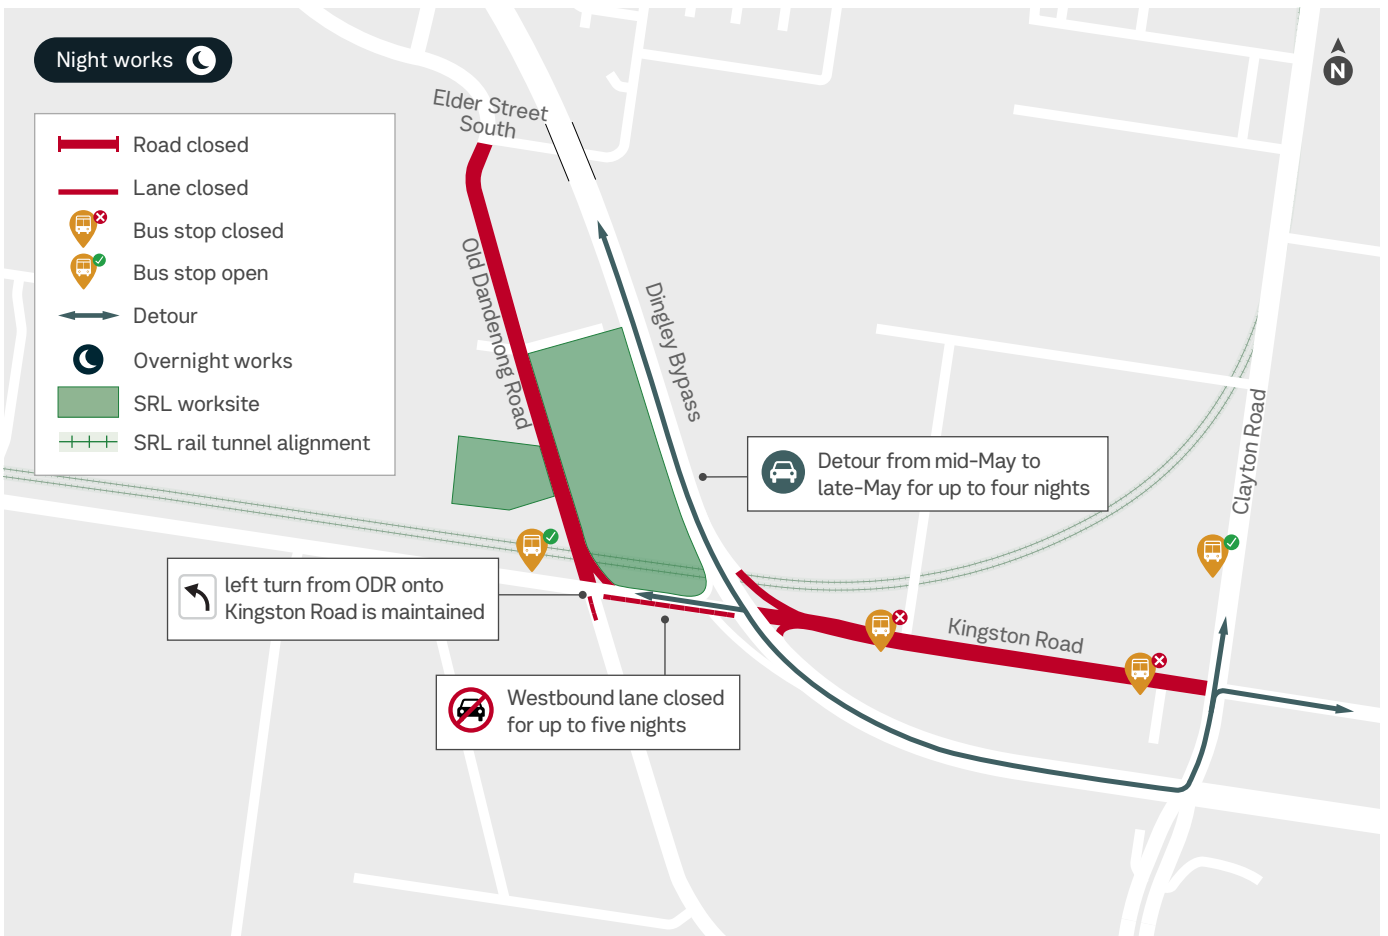 Night works
N
Elder Street
South
Road closed
Lane closed
Bus stop closed
Bus stop open
Detour
Overnight works
SRL worksite
SRL rail tunnel alignment
Old Dandenong Road
Dingley Bypass
Clayton Road
Detour from mid-May to
late-May for up to four nights
left turn from ODR onto
Kingston Road is maintained
Kingston Road
Westbound lane closed
for up to five nights